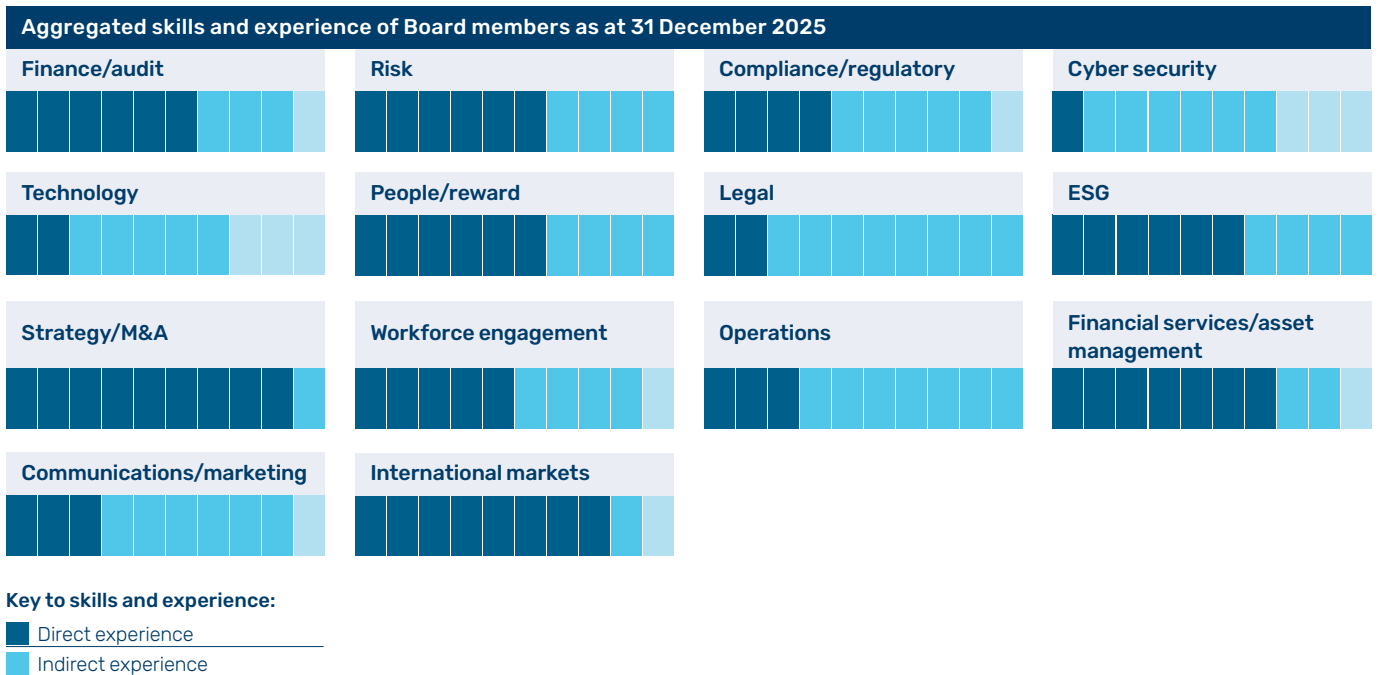 Aggregated skills and experience of Board members as at 31 December 2025
Finance/audit
Risk
Compliance/regulatory
Cyber security
Technology
People/reward
Legal
ESG
Strategy/M&A
Workforce engagement
Operations
Financial services/asset
management
Communications/marketing
International markets
Key to skills and experience:
Direct experience
Indirect experience